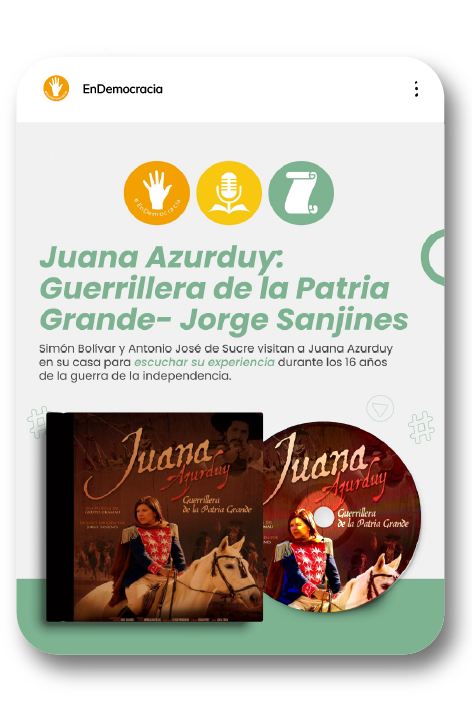 EnDemocracia
# EnDemocracia
Juana Azurduy:
Guerrillera de la Patria
Grande- Jorge Sanjines
Simón Bolívar y Antonio José de Sucre visitan a Juana Azurduy
en su casa para escuchar su experiencia durante los 16 años
de la guerra de la independencia.
Juana
Azurduy
Guerrillera
de la Patria Grande
Juana
Azurduy
Guerrillera
de la Patria Grande